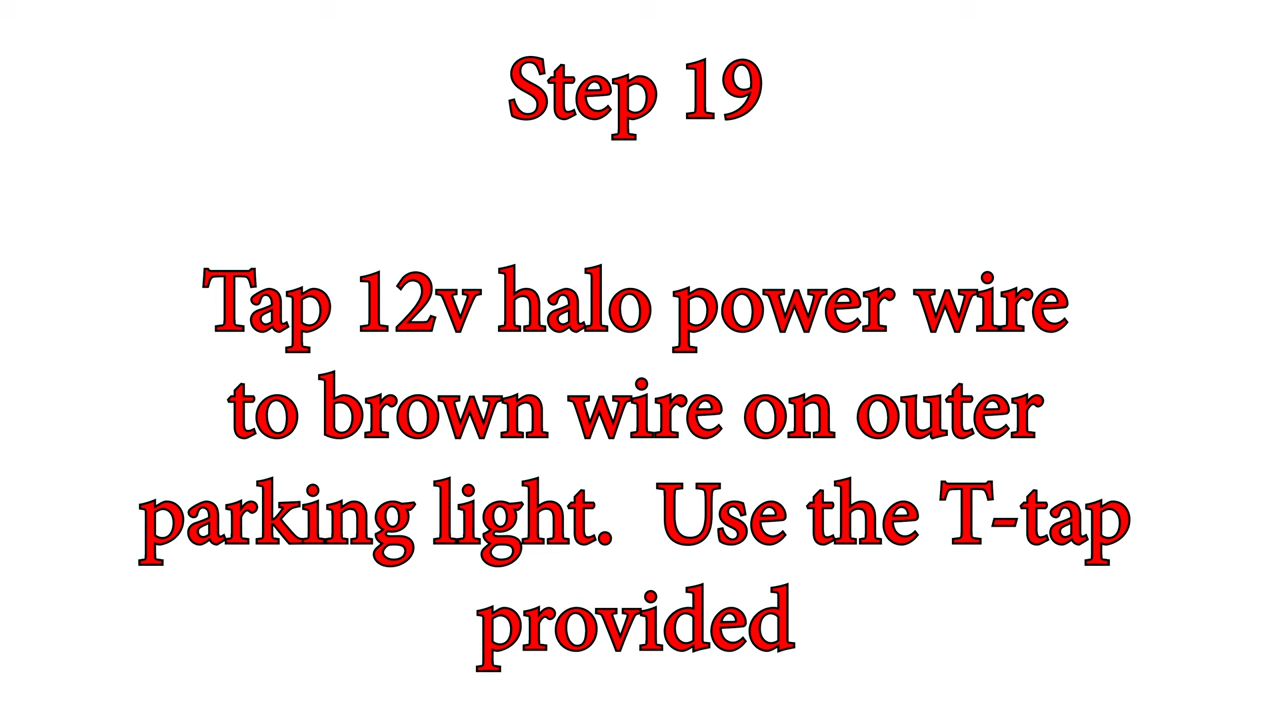 Step 19
Tap 12v halo power wire
to brown wire on outer
parking light.  Use the T-tap
provided